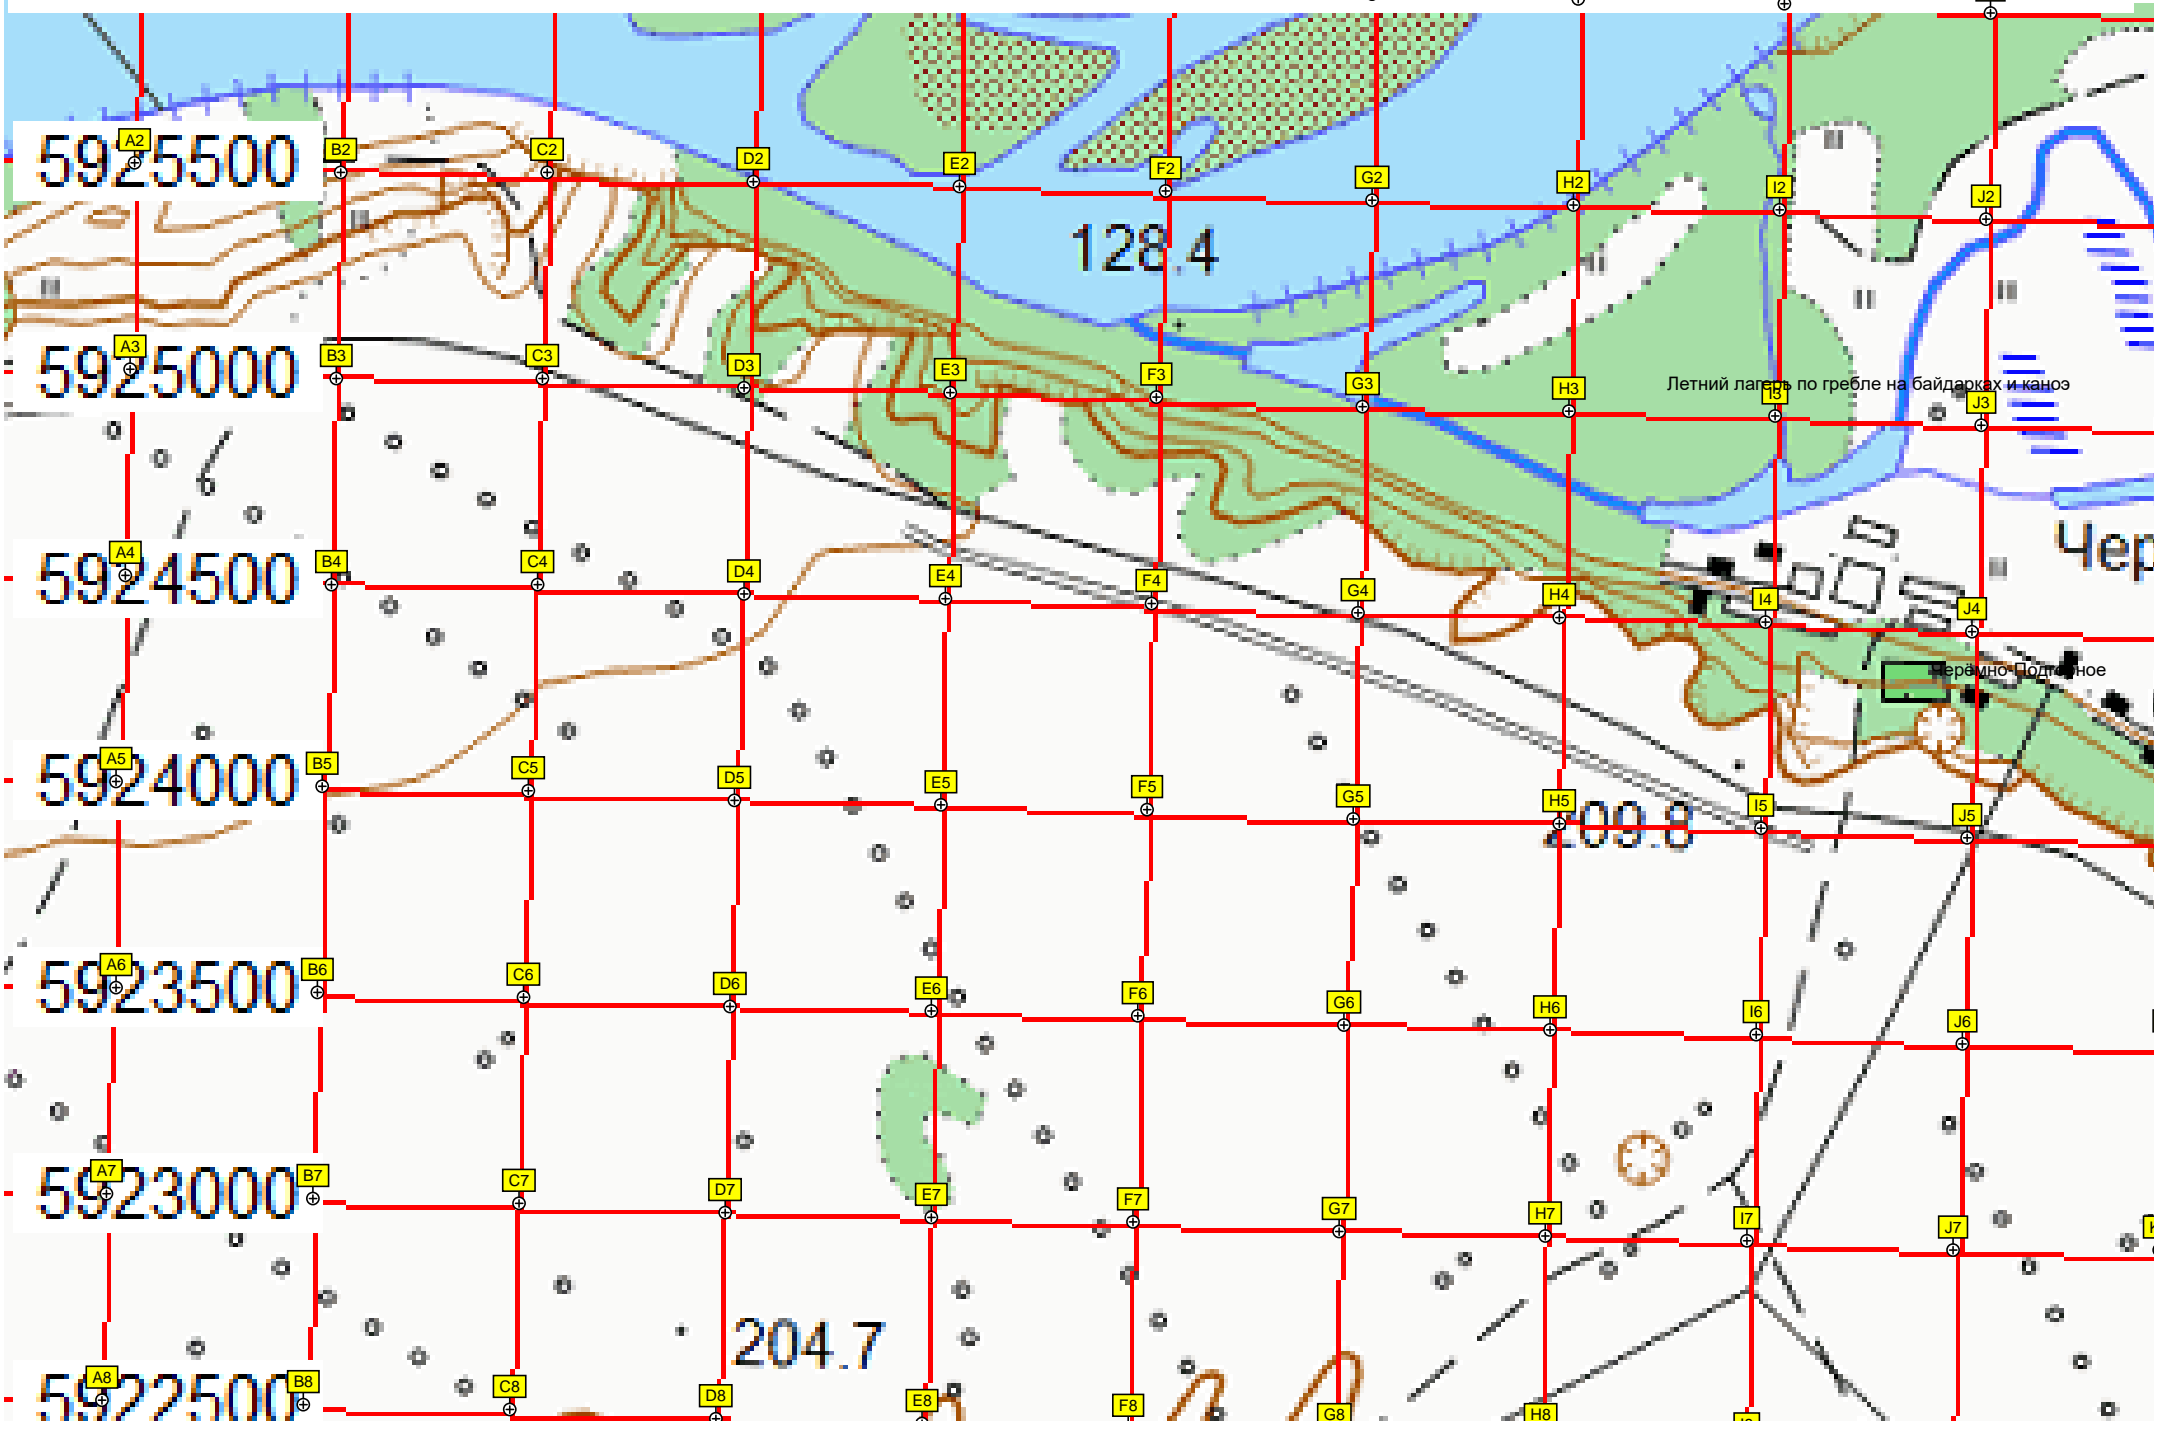 A2 B2 C2 D2 E2 F2 G2 H2 I2 J2
5925500
128.4
A3 B3 C3 D3 E3 F3 G3 H3 I3 J3
5925000
Летний лагерь по гребле на байдарках и каноэ
Чер
A4 B4 C4 D4 E4 F4 G4 H4 I4 J4
5924500
Черёмно-Подгорное
A5 B5 C5 D5 E5 F5 G5 H5 I5 J5
5924000
209.8
A6 B6 C6 D6 E6 F6 G6 H6 I6 J6
5923500
A7 B7 C7 D7 E7 F7 G7 H7 I7 J7
5923000
204.7
A8 B8 C8 D8 E8 F8 G8 H8
5922500